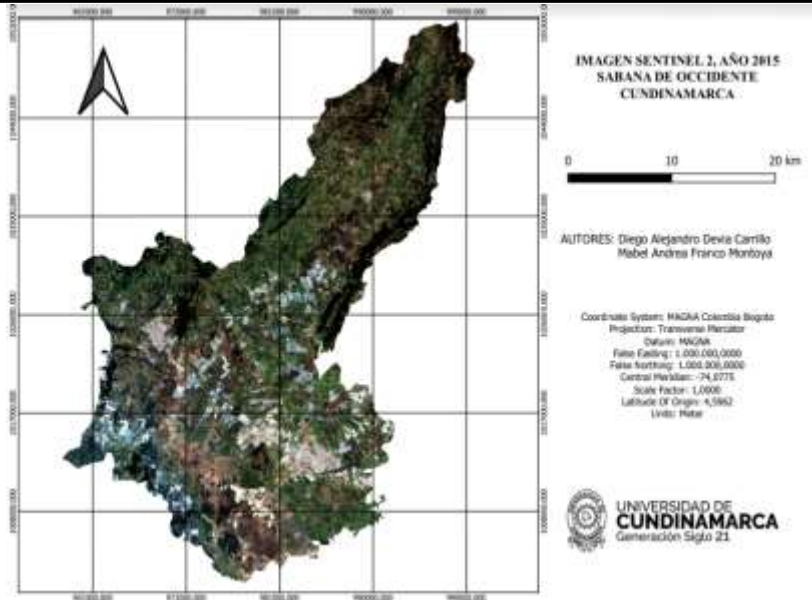 IMAGEN SENTINEL 2, AÑO 2015
SABANA DE OCCIDENTE
CUNDINAMARCA
0 10 20 km
AUTORES: Diego Alejandro Devia Carrillo
Mabel Andrea Franco Montoya
Coordinate System: MAGNA Colombia Bogota
Projection: Transverse Mercator
Datum: MAGNA
False Easting: 1.000.000,0000
False Northing: 1.000.000,0000
Central Meridian: -74,0775
Scale Factor: 1,0000
Latitude Of Origin: 4,5962
Units: Meter
UNIVERSIDAD DE
CUNDINAMARCA
Generación Siglo 21